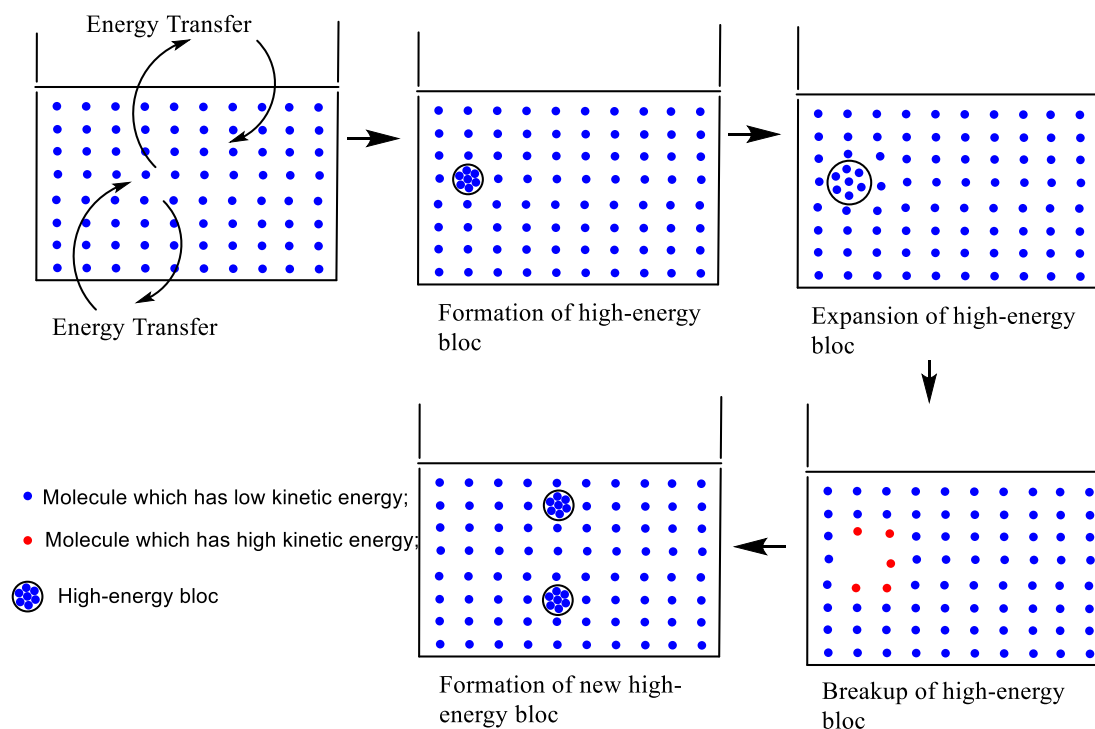 Energy Transfer
Energy Transfer
Formation of high-energy
bloc
Expansion of high-energy
bloc
Molecule which has low kinetic energy;
Molecule which has high kinetic energy;
High-energy bloc
Formation of new high-
energy bloc
Breakup of high-energy
bloc